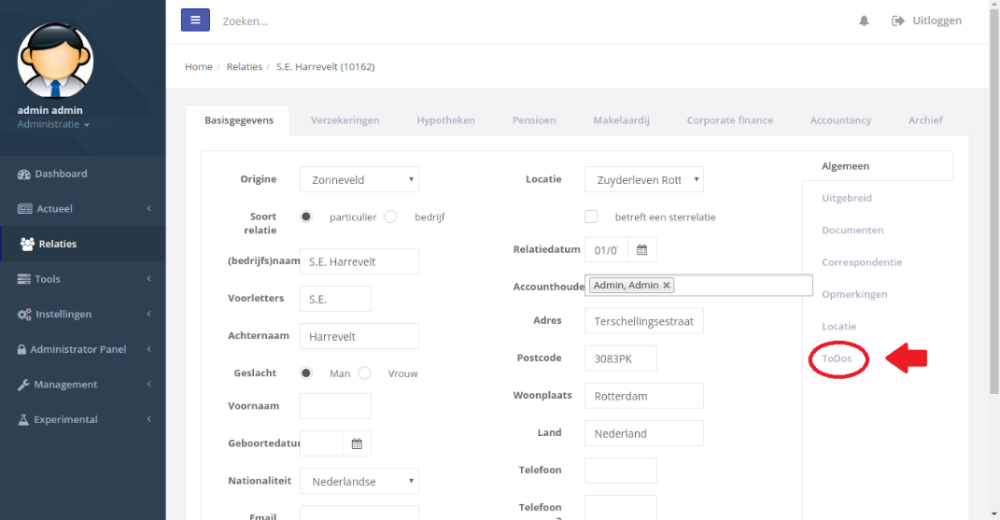 Zoeken...
Uitloggen
admin admin
Administratie
Home / Relaties / S.E. Harrevelt (10162)
Dashboard
Actueel
Relaties
Tools
Instellingen
Administrator Panel
Management
Experimental
Basisgegevens Verzekeringen Hypotheken Pensioen Makelaardij Corporate finance Accountancy Archief
Origine Zonneveld
Soort relatie particulier bedrijf
(bedrijfs)naam S.E. Harrevelt
Voorletters S.E.
Achternaam Harrevelt
Geslacht Man Vrouw
Voornaam
Geboortedatu
Nationaliteit Nederlandse
Email
Locatie Zuyderleven Rott
betreft een sterrelatie
Relatiedatum 01/0
Accounthoude Admin, Admin
Adres Terschellingsestraat
Postcode 3083PK
Woonplaats Rotterdam
Land Nederland
Telefoon
Telefoon
Algemeen
Uitgebreid
Documenten
Correspondentie
Opmerkingen
Locatie
ToDos